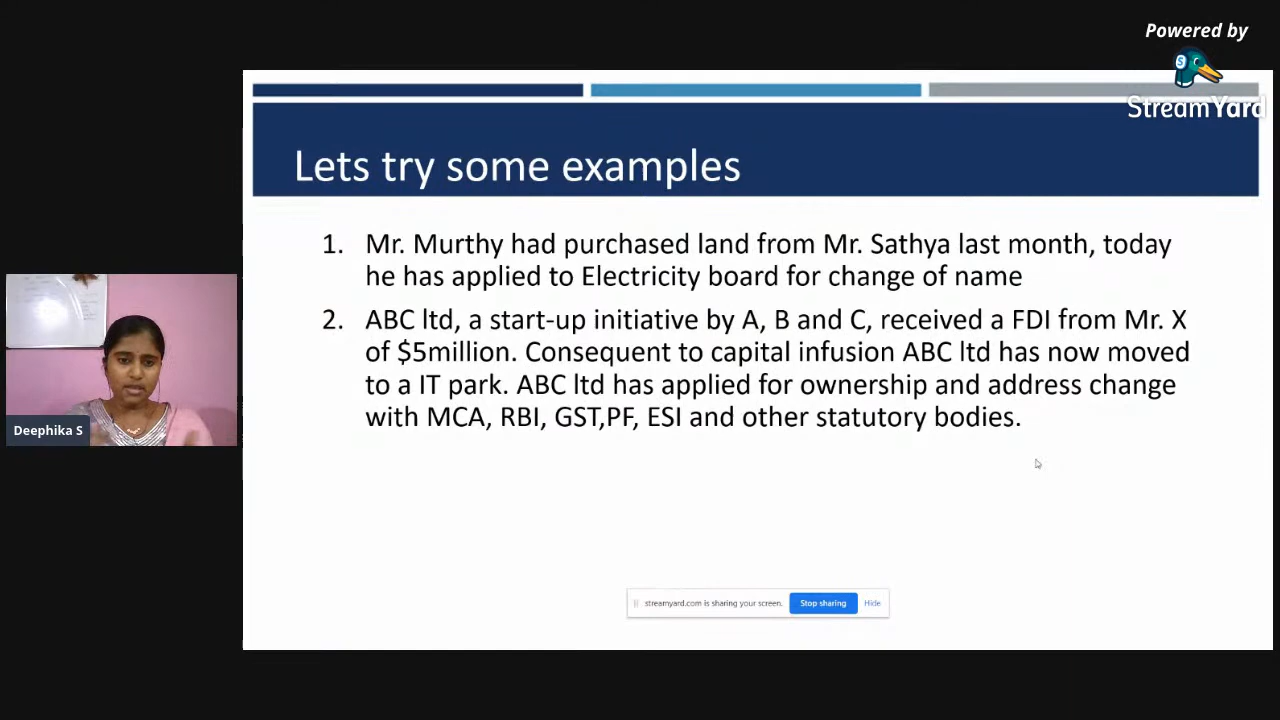 Powered by
StreamYard
Lets try some examples
1. Mr. Murthy had purchased land from Mr. Sathya last month, today
he has applied to Electricity board for change of name
2. ABC ltd, a start-up initiative by A, B and C, received a FDI from Mr. X
of $5million. Consequent to capital infusion ABC ltd has now moved
to a IT park. ABC ltd has applied for ownership and address change
with MCA, RBI, GST,PF, ESI and other statutory bodies.
Deephika S
streamyard.com is sharing your screen. Stop sharing Hide